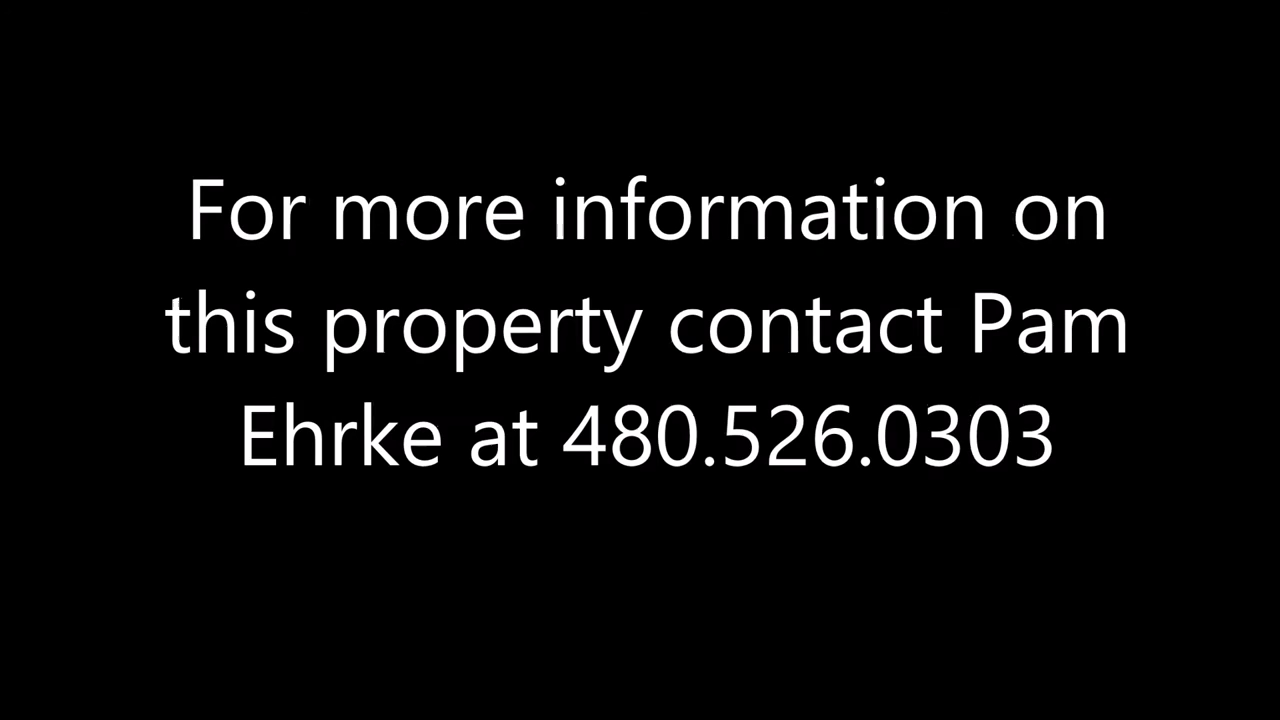 For more information on
this property contact Pam
Ehrke at 480.526.0303